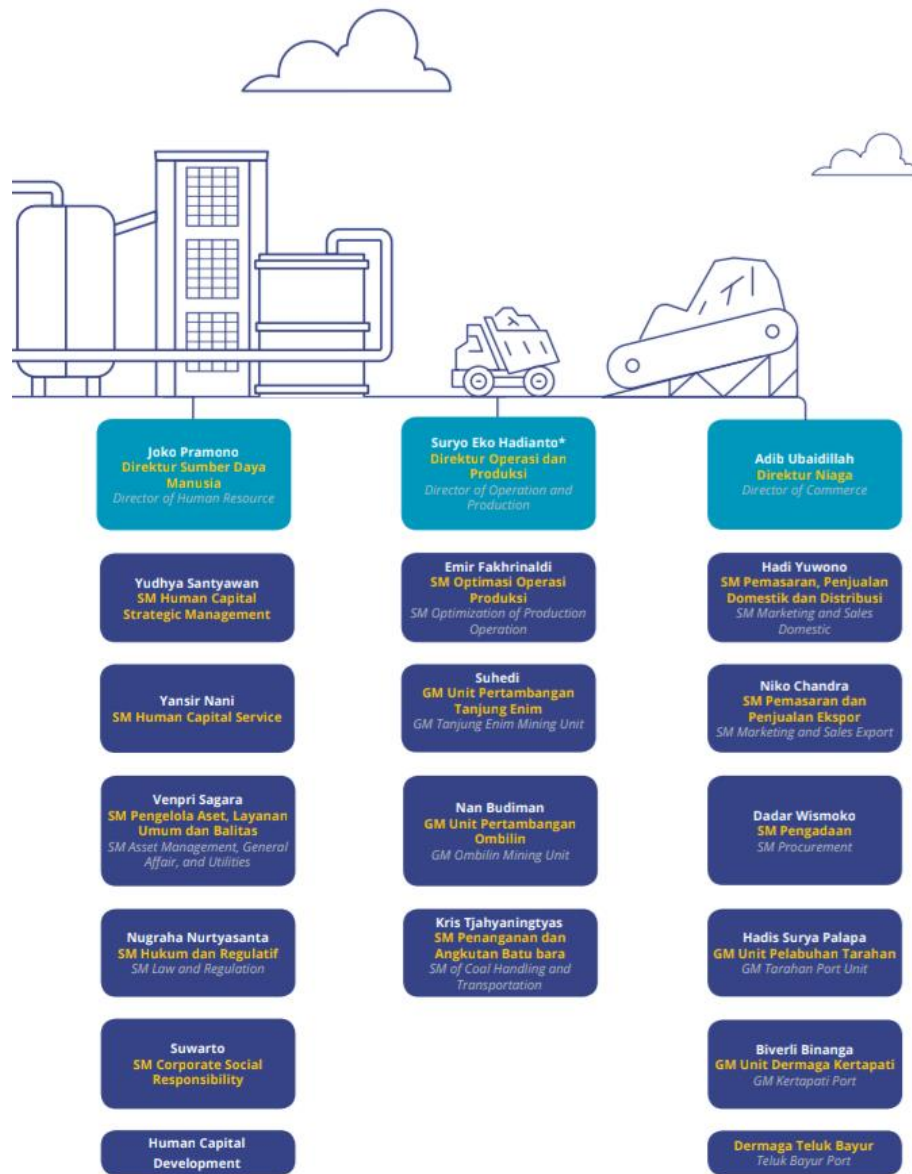 Joko Pramono
Direktur Sumber Daya
Manusia
Director of Human Resource
Yudhya Santyawan
SM Human Capital
Strategic Management
Yansir Nani
SM Human Capital Service
Venpri Sagara
SM Pengelola Aset, Layanan
Umum dan Balitas
SM Asset Management, General
Affair, and Utilities
Nugraha Nurtyasanta
SM Hukum dan Regulatif
SM Law and Regulation
Suwarto
SM Corporate Social
Responsibility
Human Capital
Development
Suryo Eko Hadianto*
Direktur Operasi dan
Produksi
Director of Operation and
Production
Emir Fakhrinaldi
SM Optimasi Operasi
Produksi
SM Optimization of Production
Operation
Suhedi
GM Unit Pertambangan
Tanjung Enim
GM Tanjung Enim Mining Unit
Nan Budiman
GM Unit Pertambangan
Ombilin
GM Ombilin Mining Unit
Kris Tjahyaningtyas
SM Penanganan dan
Angkutan Batu bara
SM of Coal Handling and
Transportation
Adib Ubaidillah
Direktur Niaga
Director of Commerce
Hadi Yuwono
SM Pemasaran, Penjualan
Domestik dan Distribusi
SM Marketing and Sales
Domestic
Niko Chandra
SM Pemasaran dan
Penjualan Ekspor
SM Marketing and Sales Export
Dadar Wismoko
SM Pengadaan
SM Procurement
Hadis Surya Palapa
GM Unit Pelabuhan Tarahan
GM Tarahan Port Unit
Biverli Binanga
GM Unit Dermaga Kertapati
GM Kertapati Port
Dermaga Teluk Bayur
Teluk Bayur Port